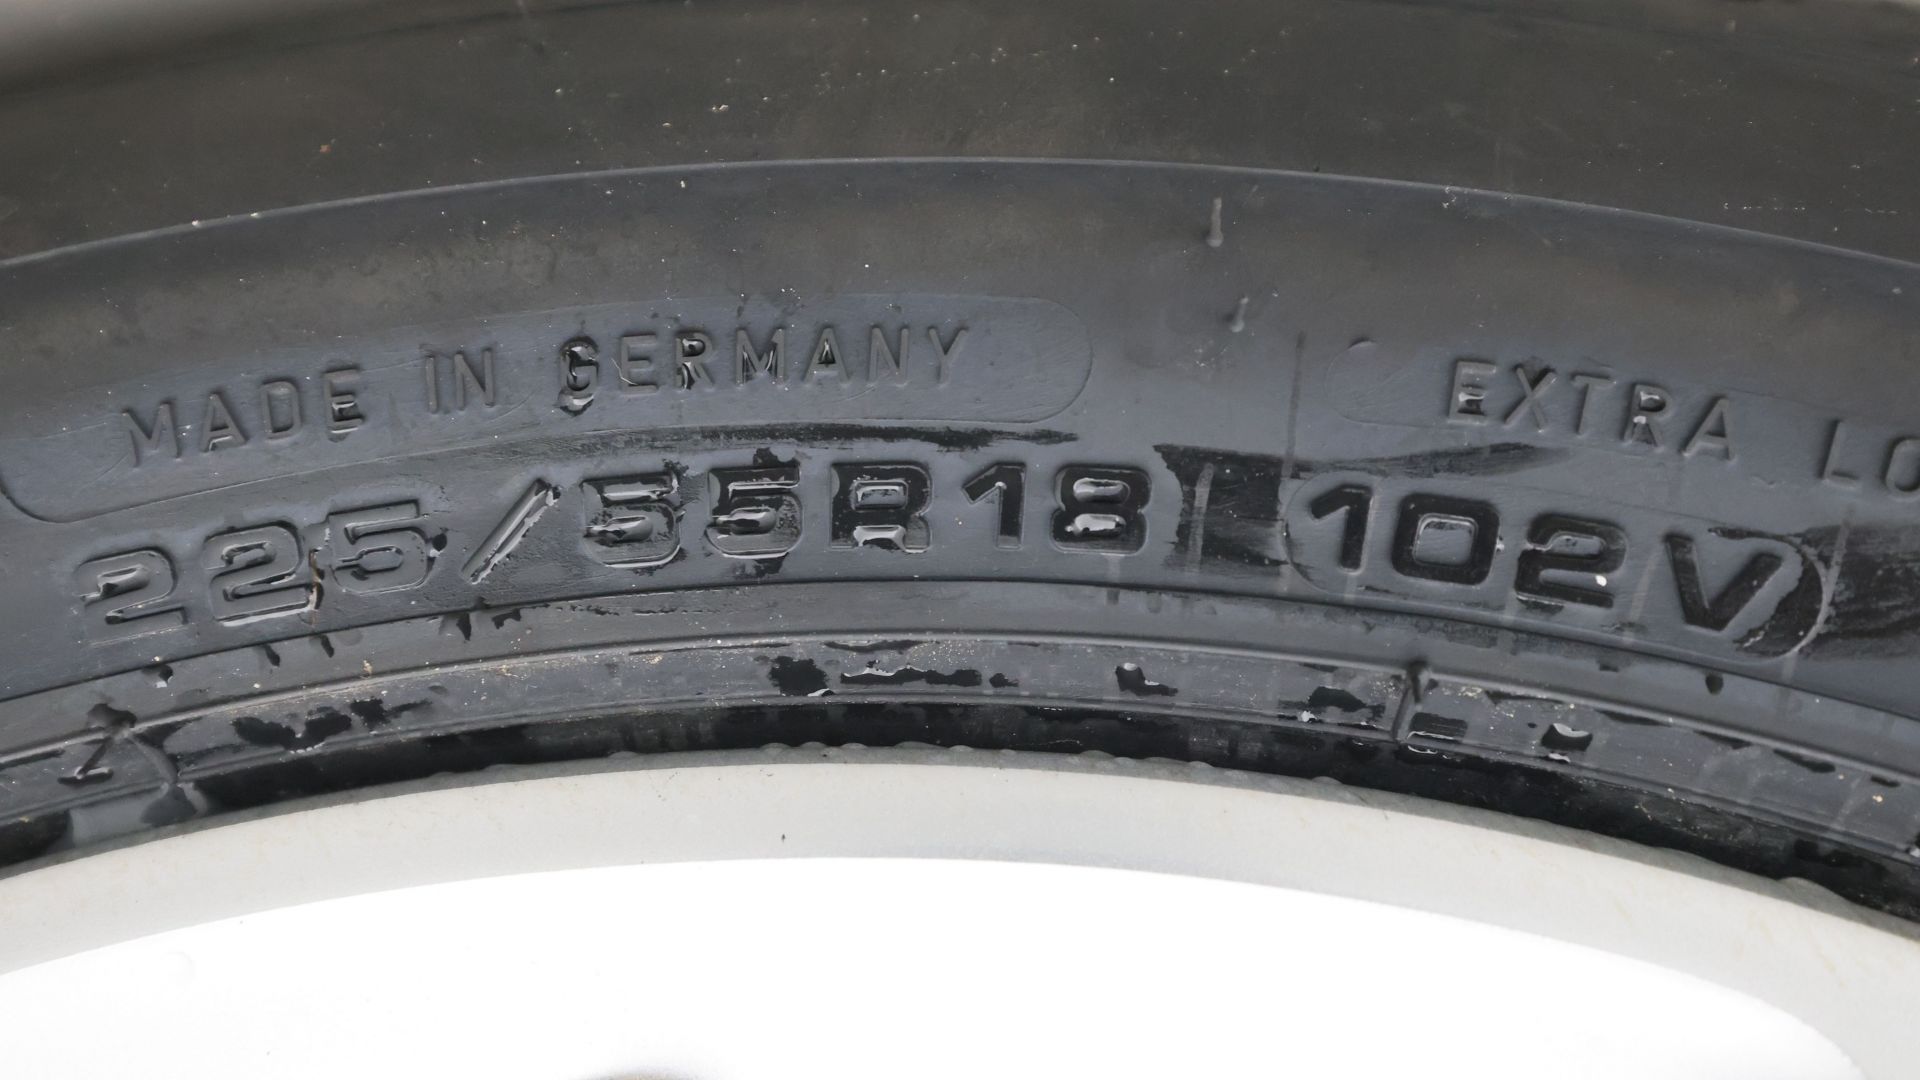 MADE IN GERMANY
EXTRA LO
225/55R18 102V